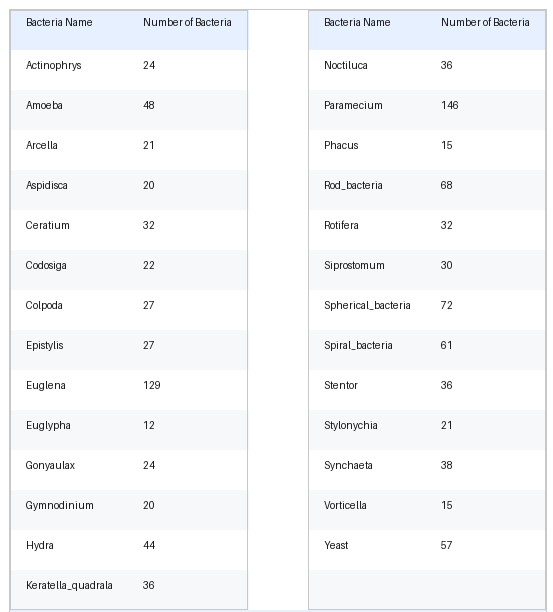 Bacteria Name Number of Bacteria
Actinophrys 24
Amoeba 48
Arcella 21
Aspidisca 20
Ceratium 32
Codosiga 22
Colpoda 27
Epistylis 27
Euglena 129
Euglypha 12
Gonyaulax 24
Gymnodinium 20
Hydra 44
Keratella_quadrala 36
Bacteria Name Number of Bacteria
Noctiluca 36
Paramecium 146
Phacus 15
Rod_bacteria 68
Rotifera 32
Siprostomum 30
Spherical_bacteria 72
Spiral_bacteria 61
Stentor 36
Stylonychia 21
Synchaeta 38
Vorticella 15
Yeast 57